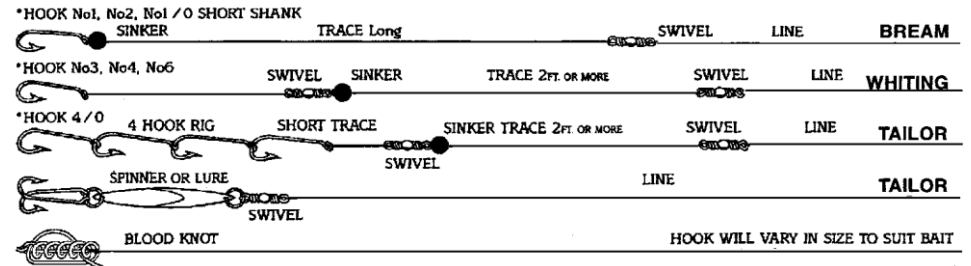 *HOOK No1, No2, No1/0 SHORT SHANK
SINKER TRACE Long SWIVEL LINE BREAM
*HOOK No3, No4, No6
SWIVEL SINKER TRACE 2FT. OR MORE SWIVEL LINE WHITING
*HOOK 4/0
4 HOOK RIG SHORT TRACE SINKER TRACE 2FT. OR MORE SWIVEL LINE TAILOR
SWIVEL
SPINNER OR LURE LINE TAILOR
SWIVEL
BLOOD KNOT HOOK WILL VARY IN SIZE TO SUIT BAIT